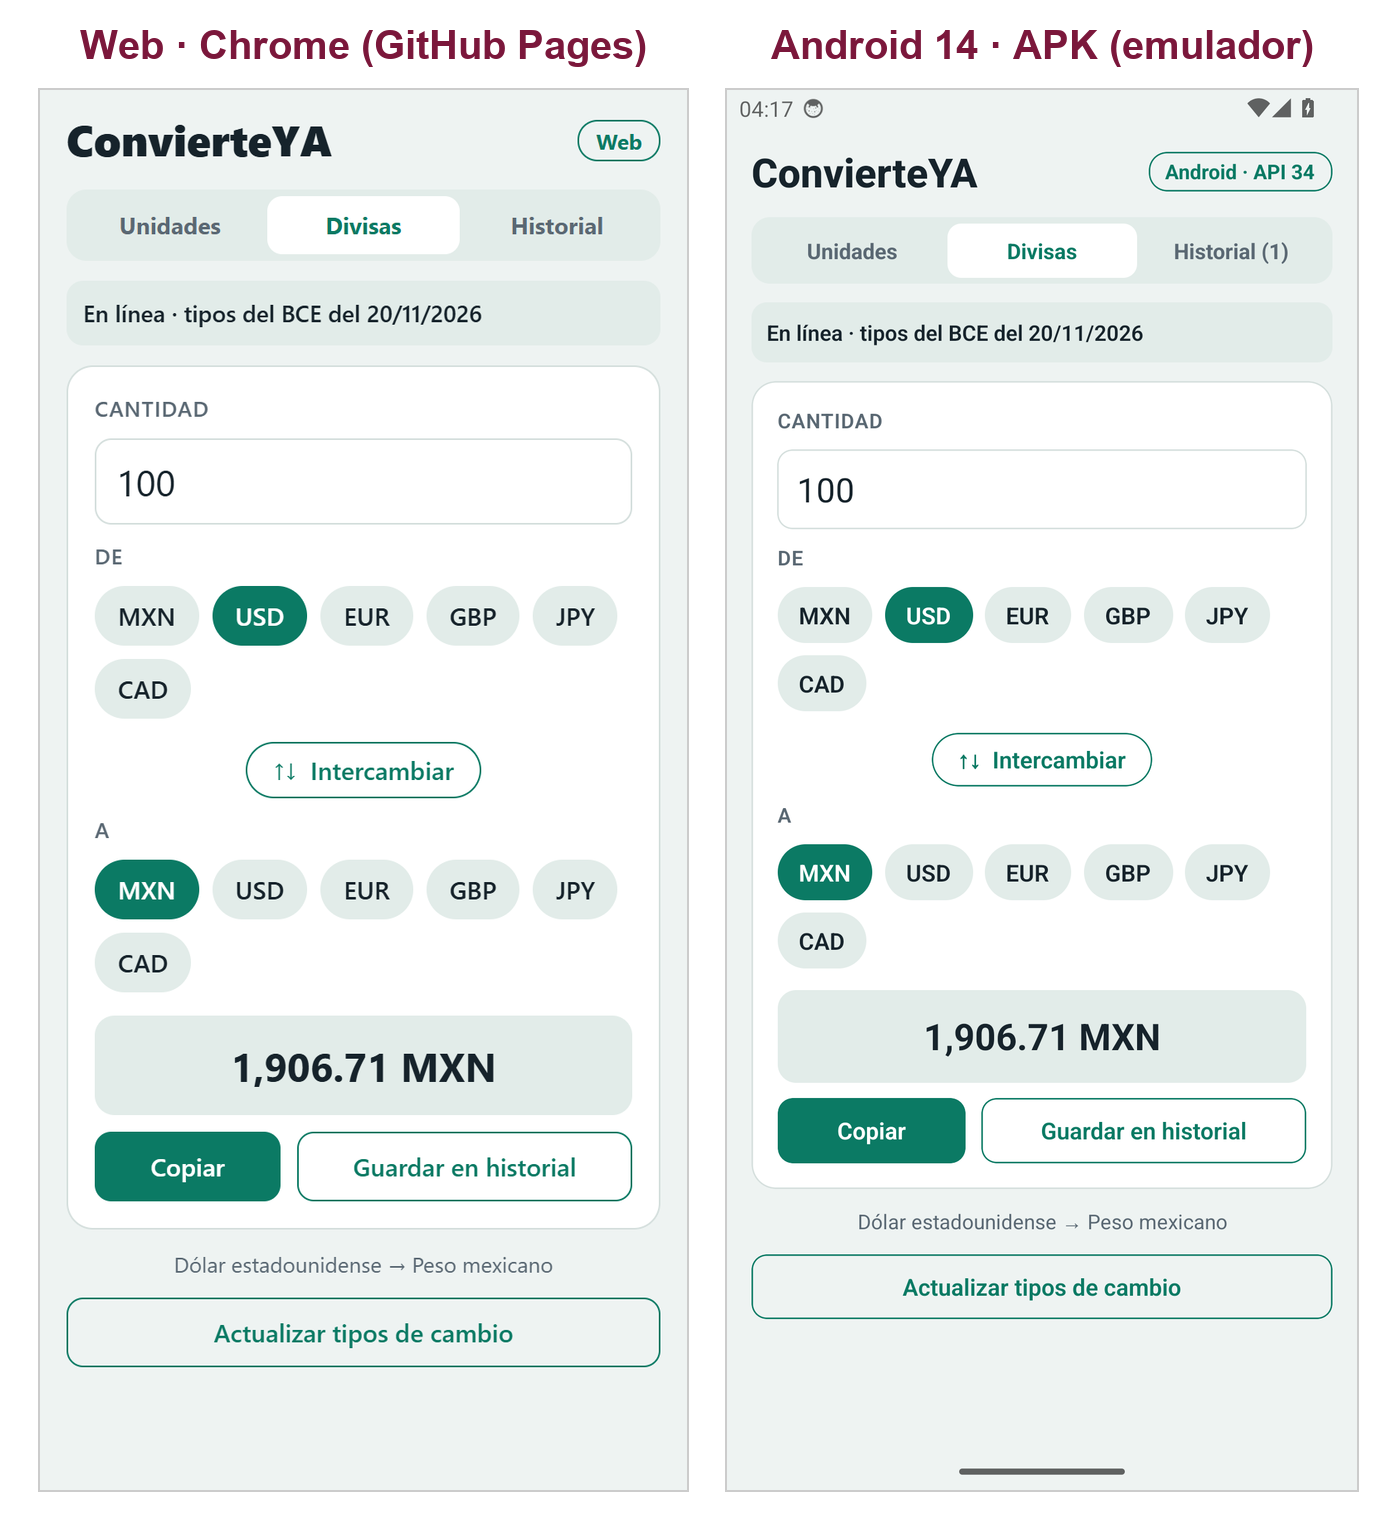 Web · Chrome (GitHub Pages)
ConvierteYA
Web
Unidades
Divisas
Historial
En línea · tipos del BCE del 20/11/2026
CANTIDAD
100
DE
MXN
USD
EUR
GBP
JPY
CAD
↑↓ Intercambiar
A
MXN
USD
EUR
GBP
JPY
CAD
1,906.71 MXN
Copiar
Guardar en historial
Dólar estadounidense → Peso mexicano
Actualizar tipos de cambio
Android 14 · APK (emulador)
04:17
ConvierteYA
Android · API 34
Unidades
Divisas
Historial (1)
En línea · tipos del BCE del 20/11/2026
CANTIDAD
100
DE
MXN
USD
EUR
GBP
JPY
CAD
↑↓ Intercambiar
A
MXN
USD
EUR
GBP
JPY
CAD
1,906.71 MXN
Copiar
Guardar en historial
Dólar estadounidense → Peso mexicano
Actualizar tipos de cambio